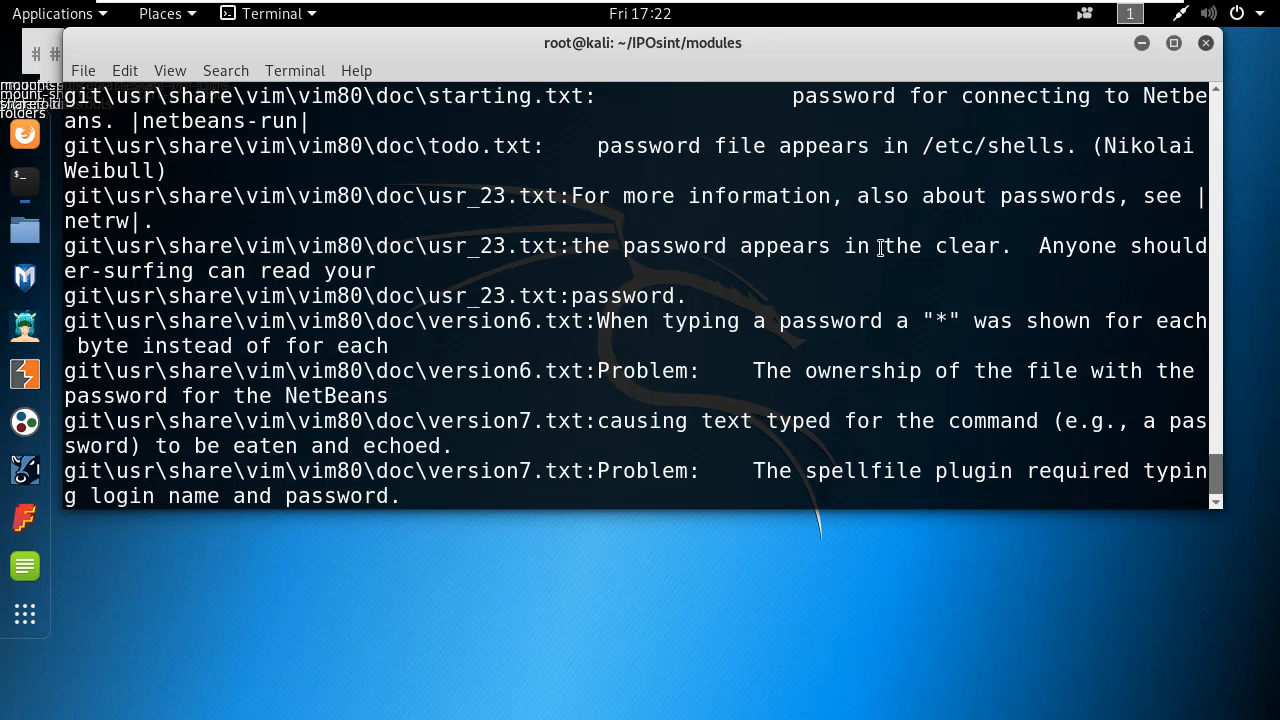 Applications Places Terminal Fri 17:22 1
root@kali: ~/IPOsint/modules
File Edit View Search Terminal Help
git\usr\share\vim\vim80\doc\starting.txt: password for connecting to Netbe
ans. |netbeans-run|
git\usr\share\vim\vim80\doc\todo.txt: password file appears in /etc/shells. (Nikolai
Weibull)
git\usr\share\vim\vim80\doc\usr_23.txt:For more information, also about passwords, see |
netrw|.
git\usr\share\vim\vim80\doc\usr_23.txt:the password appears in the clear.  Anyone should
er-surfing can read your
git\usr\share\vim\vim80\doc\usr_23.txt:password.
git\usr\share\vim\vim80\doc\version6.txt:When typing a password a "*" was shown for each
byte instead of for each
git\usr\share\vim\vim80\doc\version6.txt:Problem:    The ownership of the file with the
password for the NetBeans
git\usr\share\vim\vim80\doc\version7.txt:causing text typed for the command (e.g., a pas
sword) to be eaten and echoed.
git\usr\share\vim\vim80\doc\version7.txt:Problem:    The spellfile plugin required typin
g login name and password.
folders